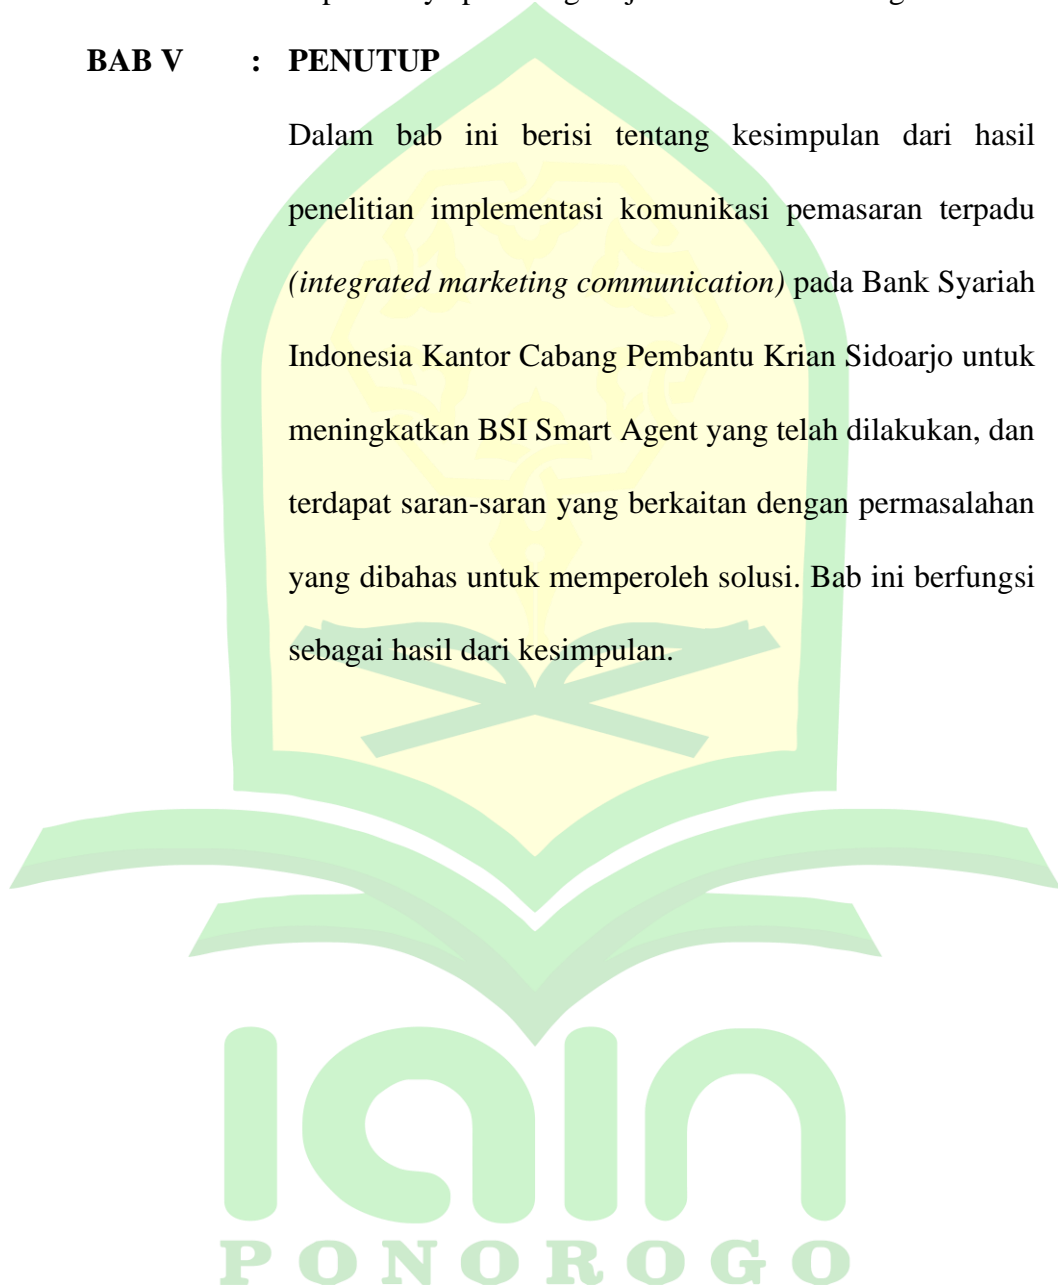 BAB V : PENUTUP
Dalam bab ini berisi tentang kesimpulan dari hasil
penelitian implementasi komunikasi pemasaran terpadu
(integrated marketing communication) pada Bank Syariah
Indonesia Kantor Cabang Pembantu Krian Sidoarjo untuk
meningkatkan BSI Smart Agent yang telah dilakukan, dan
terdapat saran-saran yang berkaitan dengan permasalahan
yang dibahas untuk memperoleh solusi. Bab ini berfungsi
sebagai hasil dari kesimpulan.
iain
PONOROGO